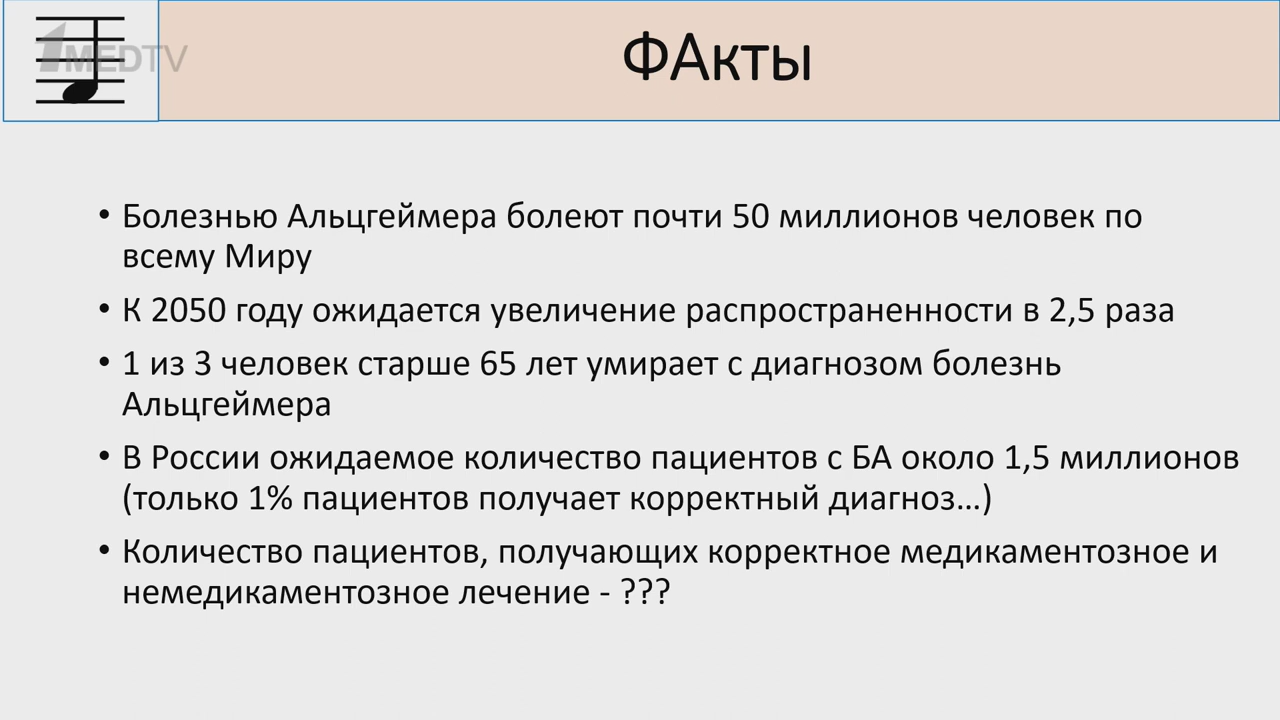 1MEDTV
ФАкты
• Болезнью Альцгеймера болеют почти 50 миллионов человек по
всему Миру
• К 2050 году ожидается увеличение распространенности в 2,5 раза
• 1 из 3 человек старше 65 лет умирает с диагнозом болезнь
Альцгеймера
• В России ожидаемое количество пациентов с БА около 1,5 миллионов
(только 1% пациентов получает корректный диагноз…)
• Количество пациентов, получающих корректное медикаментозное и
немедикаментозное лечение - ???